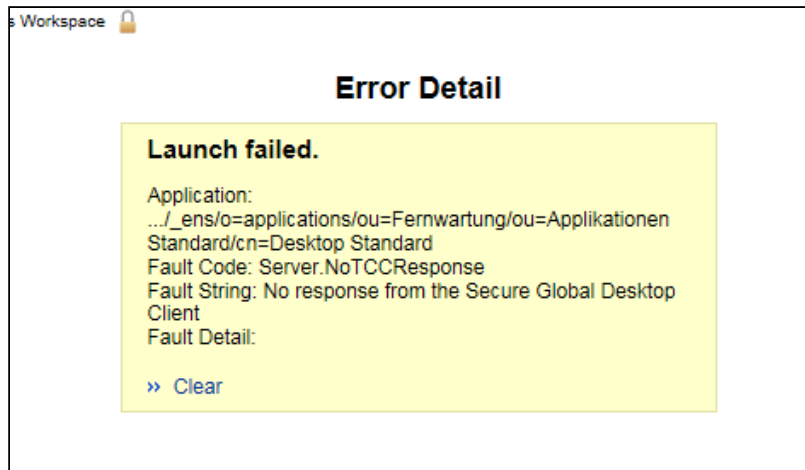 s Workspace
Error Detail
Launch failed.
Application:
.../_ens/o=applications/ou=Fernwartung/ou=Applikationen
Standard/cn=Desktop Standard
Fault Code: Server.NoTCCResponse
Fault String: No response from the Secure Global Desktop
Client
Fault Detail:
» Clear